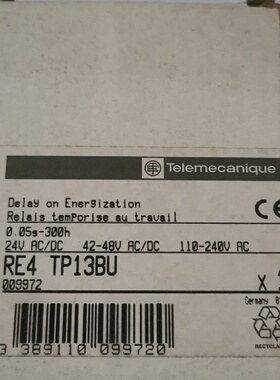 Telemecanique
Delay on Energization
Relais temporise au travail
0.05s-300h
24V AC/DC 42-48V AC/DC 110-240V AC
RE4 TP13BU
009972
X
Germany
3 389110 099720
RECYCLA